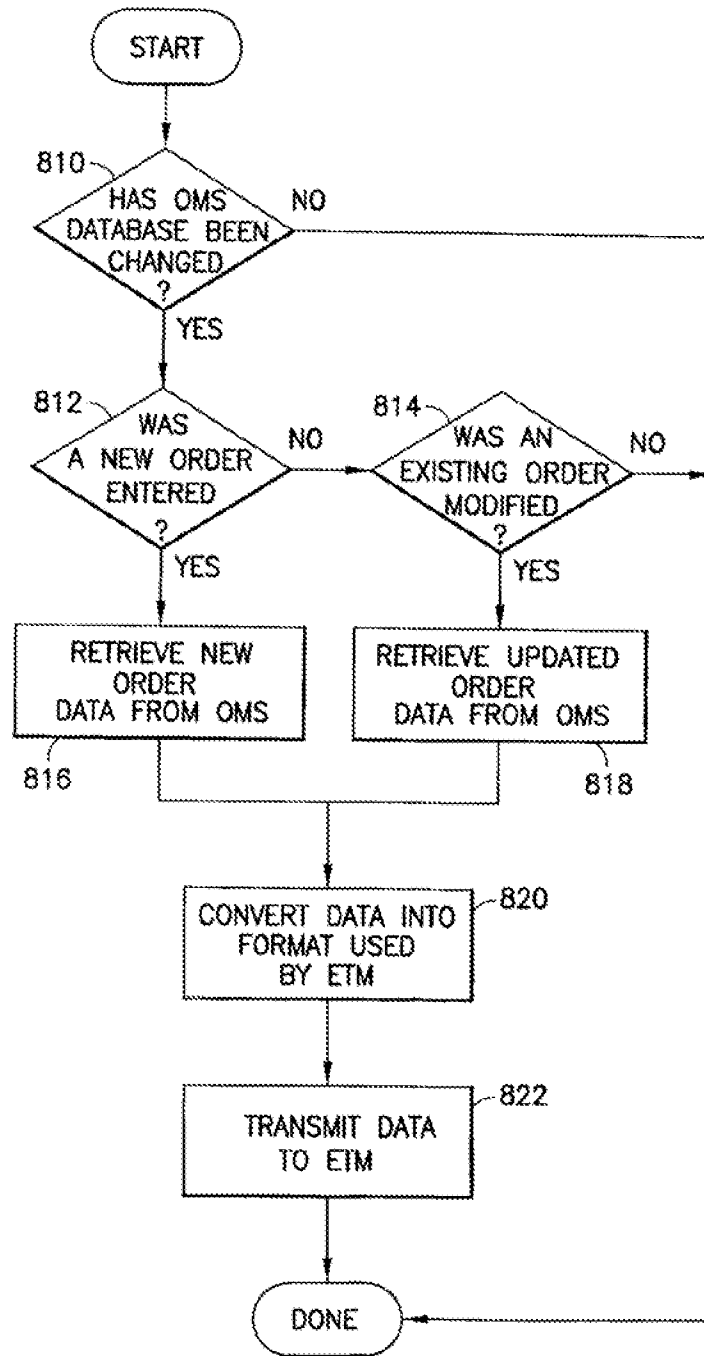 START
810
HAS OMS
DATABASE BEEN
CHANGED
?
NO
YES
812
WAS
A NEW ORDER
ENTERED
?
NO
YES
814
WAS AN
EXISTING ORDER
MODIFIED
?
NO
YES
RETRIEVE NEW
ORDER
DATA FROM OMS
816
RETRIEVE UPDATED
ORDER
DATA FROM OMS
818
CONVERT DATA INTO
FORMAT USED
BY ETM
820
TRANSMIT DATA
TO ETM
822
DONE